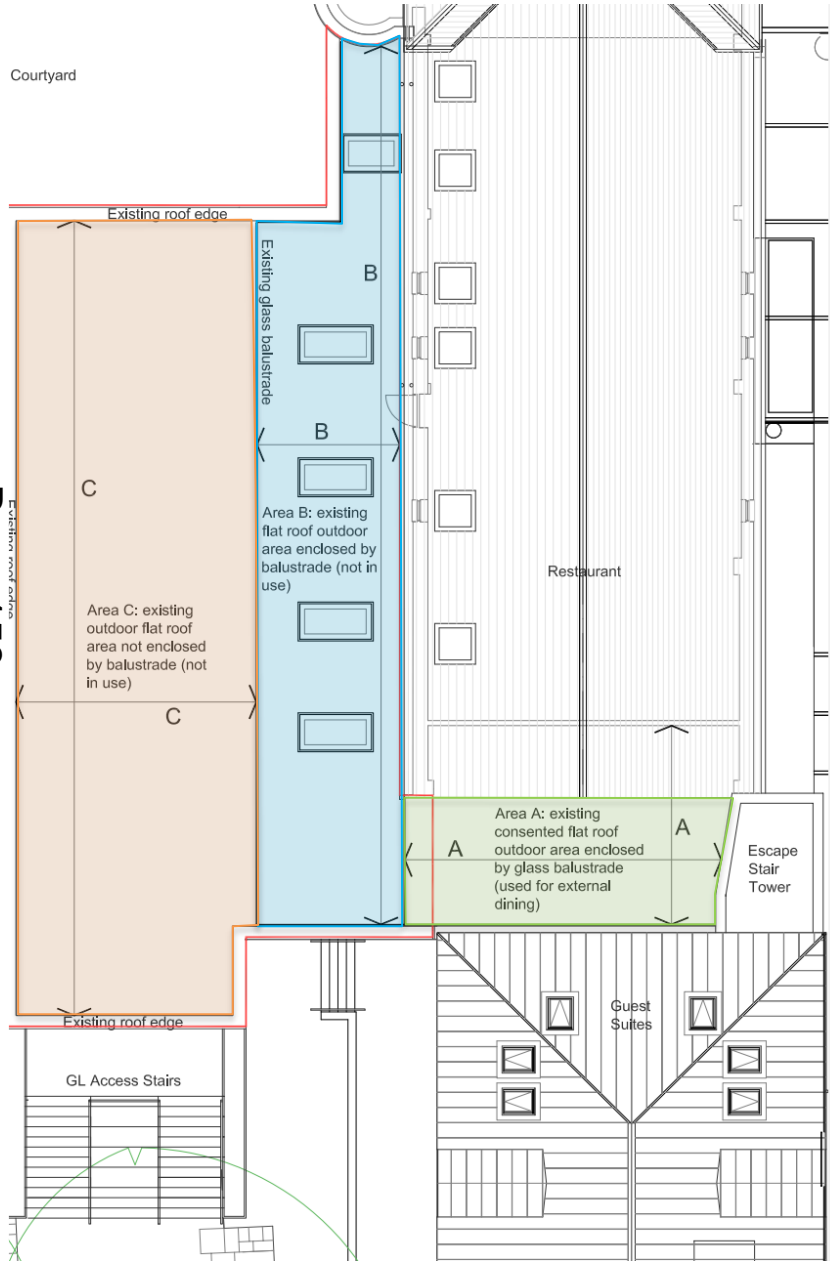 Courtyard
Existing roof edge
Existing glass balustrade
B
B
C
Area B: existing
flat roof outdoor
area enclosed by
balustrade (not in
use)
Restaurant
Existing roof edge
Area C: existing
outdoor flat roof
area not enclosed
by balustrade (not
in use)
C
Area A: existing
consented flat roof
outdoor area enclosed
by glass balustrade
(used for external
dining)
A
A
Escape
Stair
Tower
Guest
Suites
Existing roof edge
GL Access Stairs